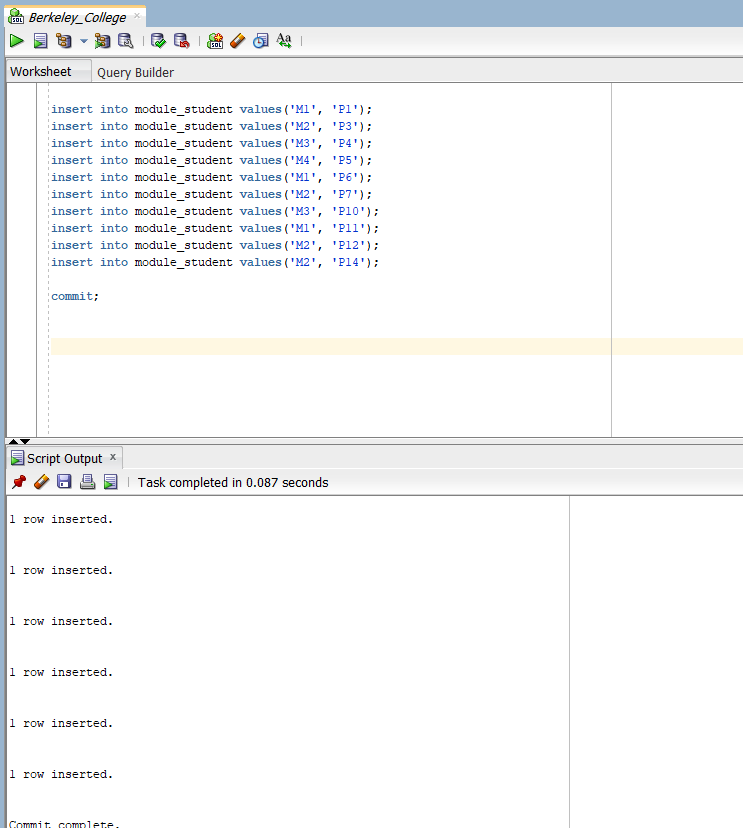 Berkeley_College
Worksheet Query Builder
insert into module_student values('M1', 'P1');
insert into module_student values('M2', 'P3');
insert into module_student values('M3', 'P4');
insert into module_student values('M4', 'P5');
insert into module_student values('M1', 'P6');
insert into module_student values('M2', 'P7');
insert into module_student values('M3', 'P10');
insert into module_student values('M1', 'P11');
insert into module_student values('M2', 'P12');
insert into module_student values('M2', 'P14');
commit;
Script Output x
Task completed in 0.087 seconds
1 row inserted.
1 row inserted.
1 row inserted.
1 row inserted.
1 row inserted.
1 row inserted.
Commit complete.